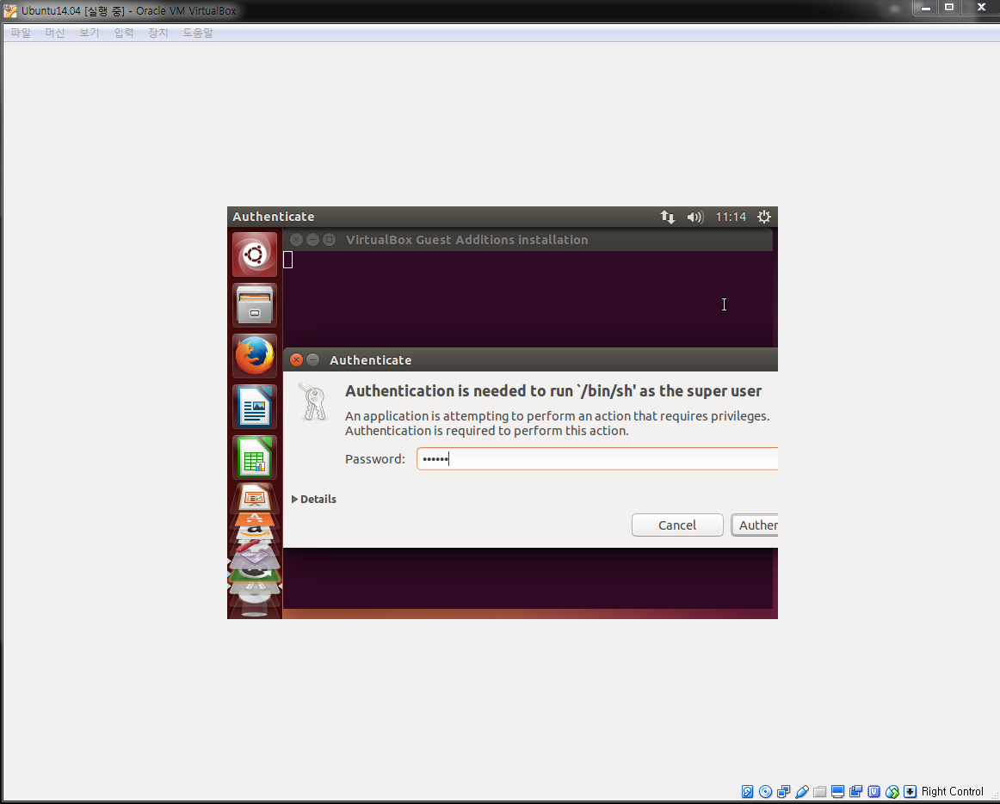 Ubuntu14.04 [실행 중] - Oracle VM VirtualBox
파일 머신 보기 입력 장치 도움말
Authenticate 11:14
VirtualBox Guest Additions installation
Authenticate
Authentication is needed to run `/bin/sh' as the super user
An application is attempting to perform an action that requires privileges.
Authentication is required to perform this action.
Password: ••••••
Details
Cancel Authen
Right Control